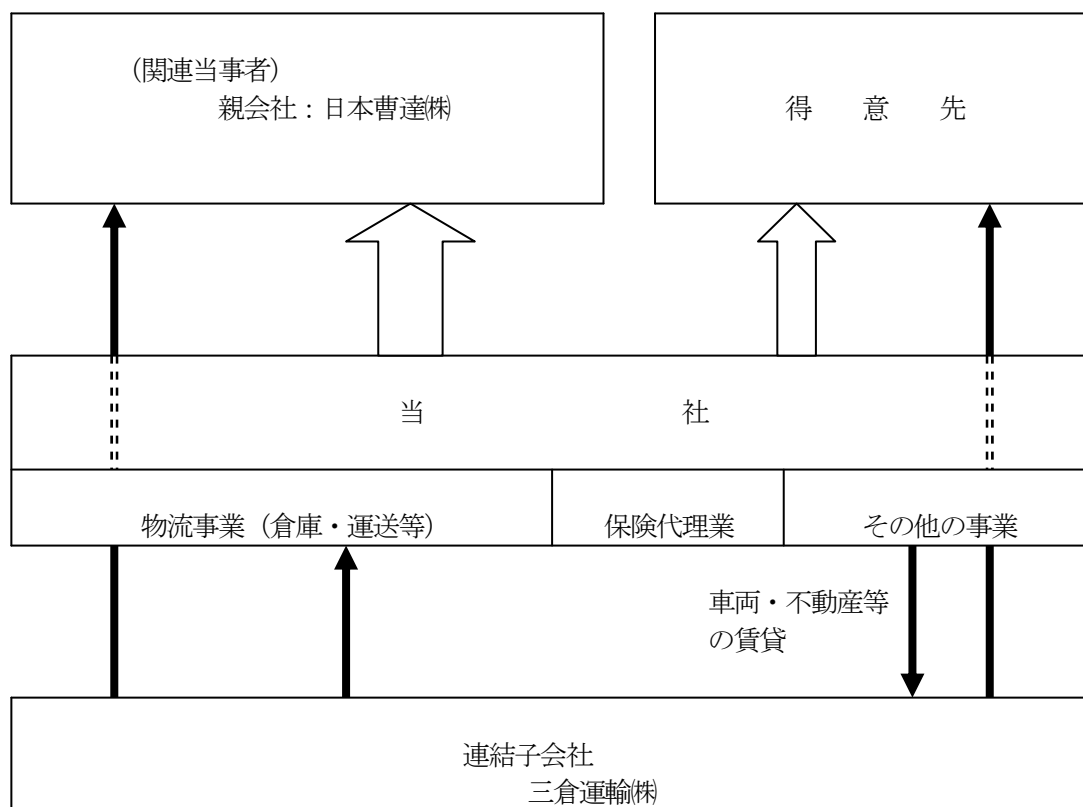 (関連当事者)
親会社：日本曹達㈱
得　意　先
当　社
物流事業（倉庫・運送等）
保険代理業
その他の事業
車両・不動産等
の賃貸
連結子会社
三倉運輸㈱